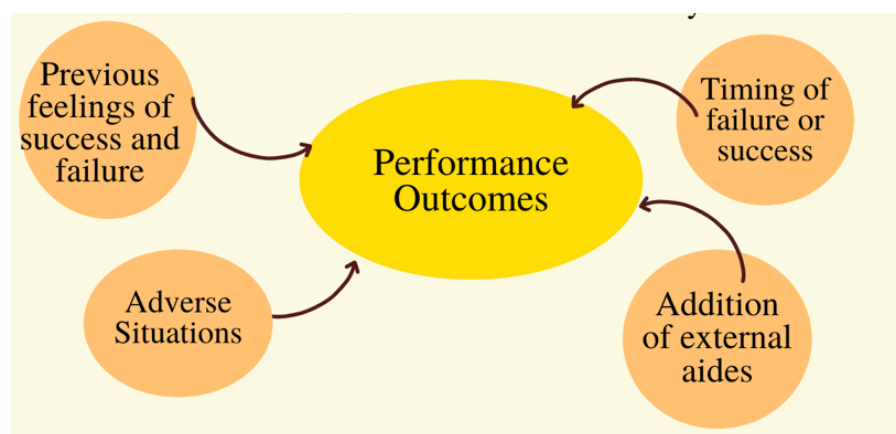 Previous
feelings of
success and
failure
Timing of
failure or
success
Performance
Outcomes
Adverse
Situations
Addition
of external
aides